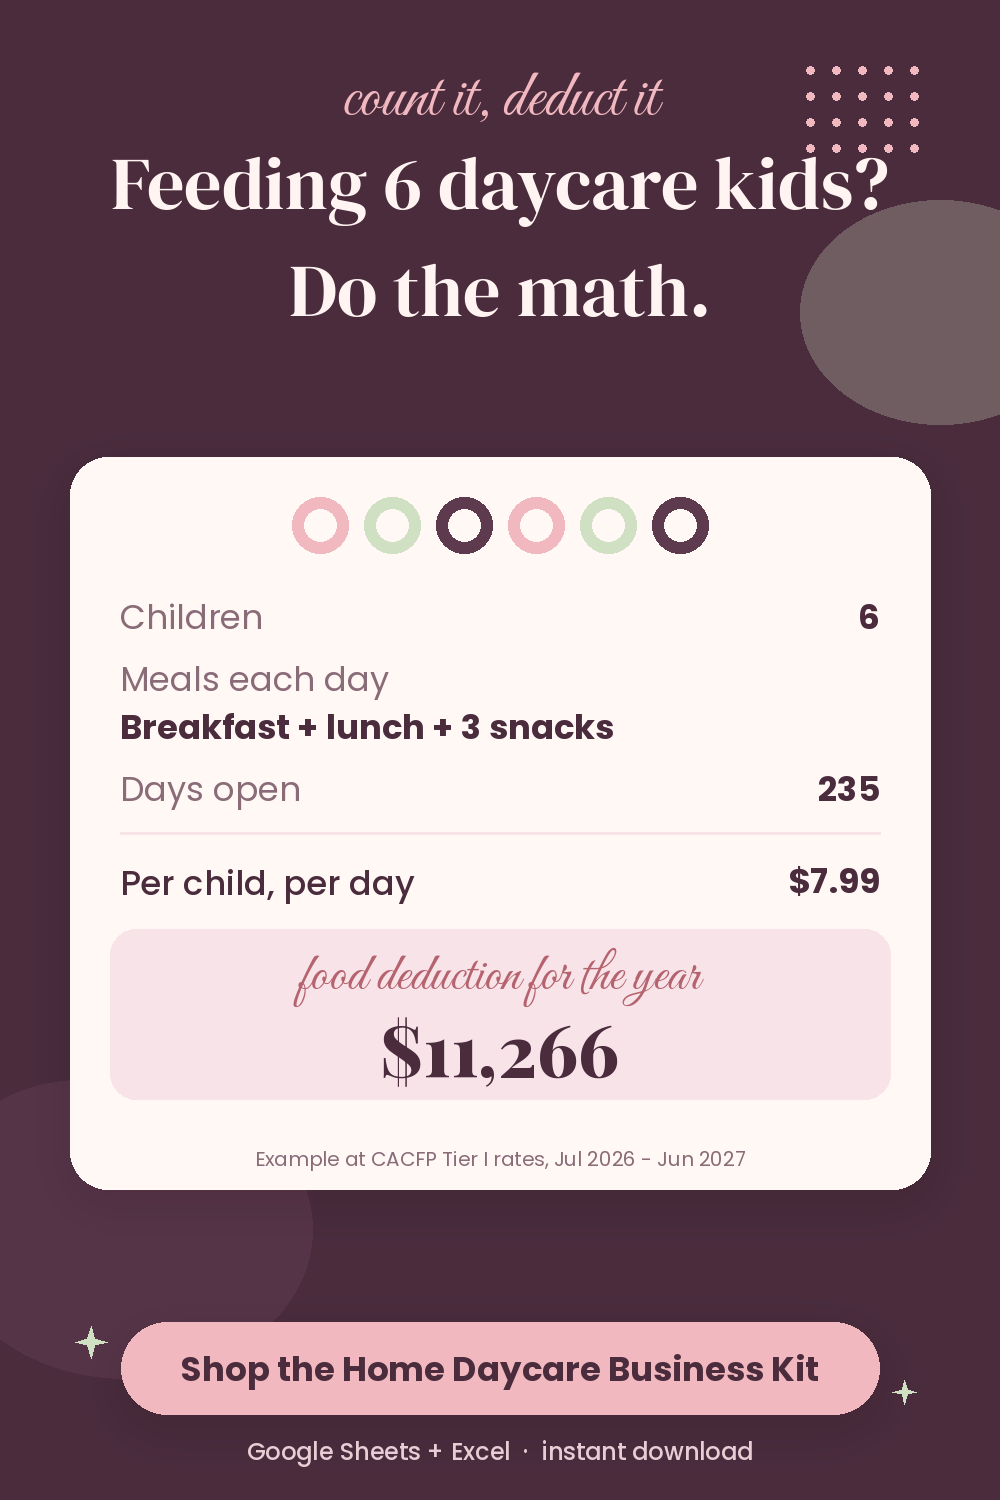 count it, deduct it
Feeding 6 daycare kids?
Do the math.
Children 6
Meals each day
Breakfast + lunch + 3 snacks
Days open 235
Per child, per day $7.99
food deduction for the year
$11,266
Example at CACFP Tier I rates, Jul 2026 - Jun 2027
Shop the Home Daycare Business Kit
Google Sheets + Excel · instant download